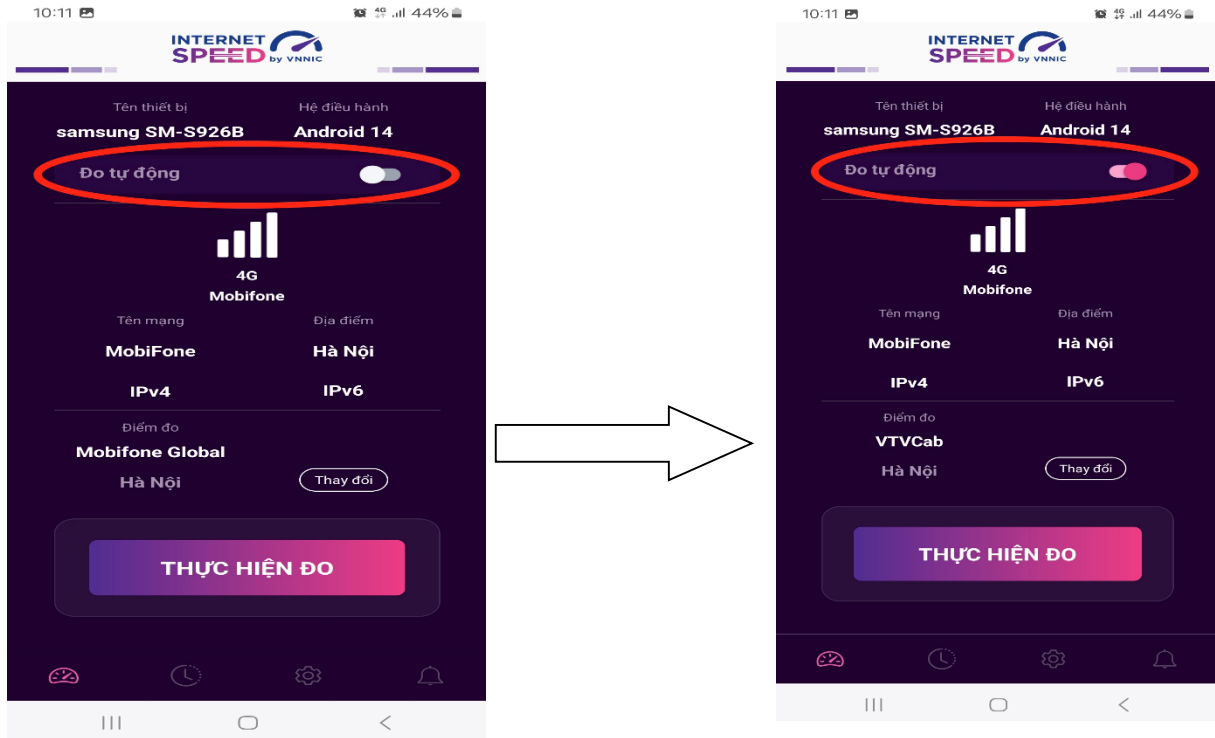 10:11 4G 44%
INTERNET
SPEED by VNNIC
Tên thiết bị Hệ điều hành
samsung SM-S926B Android 14
Đo tự động
4G
Mobifone
Tên mạng Địa điểm
MobiFone Hà Nội
IPv4 IPv6
Điểm đo
Mobifone Global
Hà Nội Thay đổi
THỰC HIỆN ĐO
10:11 4G 44%
INTERNET
SPEED by VNNIC
Tên thiết bị Hệ điều hành
samsung SM-S926B Android 14
Đo tự động
4G
Mobifone
Tên mạng Địa điểm
MobiFone Hà Nội
IPv4 IPv6
Điểm đo
VTVCab
Hà Nội Thay đổi
THỰC HIỆN ĐO